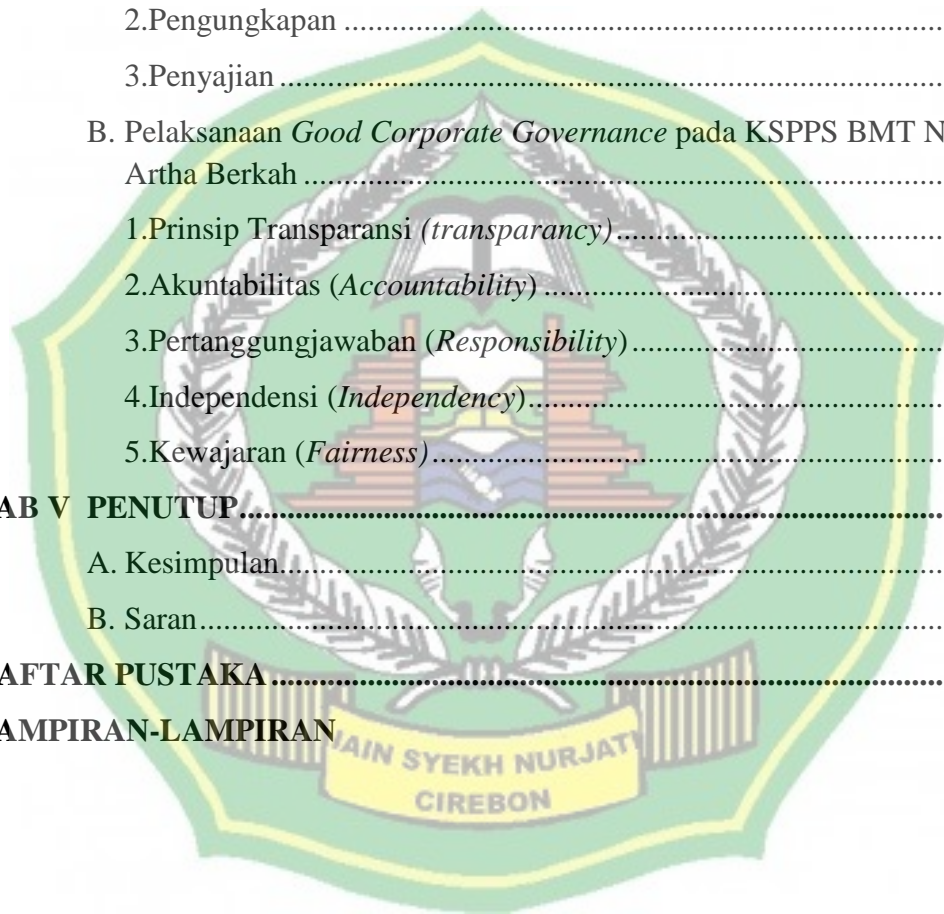 2.Pengungkapan ....................................................................................
3.Penyajian ..............................................................................................
B. Pelaksanaan Good Corporate Governance pada KSPPS BMT N
Artha Berkah ..........................................................................................
1.Prinsip Transparansi (transparancy) ..............................................
2.Akuntabilitas (Accountability) ........................................................
3.Pertanggungjawaban (Responsibility) ............................................
4.Independensi (Independency) ..........................................................
5.Kewajaran (Fairness) .......................................................................
AB V PENUTUP ...............................................................................................
A. Kesimpulan ..........................................................................................
B. Saran ......................................................................................................
AFTAR PUSTAKA ..........................................................................................
AMPIRAN-LAMPIRAN
IAIN SYEKH NURJATI
CIREBON